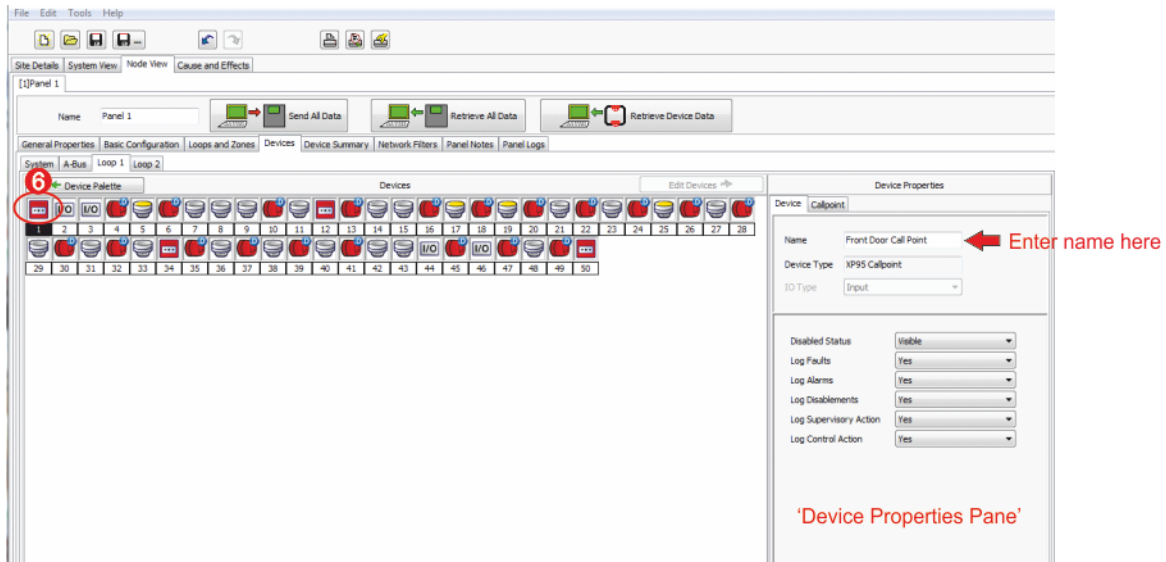 File Edit Tools Help
Site Details System View Node View Cause and Effects
[1]Panel 1
Name Panel 1 Send All Data Retrieve All Data Retrieve Device Data
General Properties Basic Configuration Loops and Zones Devices Device Summary Network Filters Panel Notes Panel Logs
System A-Bus Loop 1 Loop 2
6 Device Palette Devices Edit Devices Device Properties
Device Callpoint
I/O I/O D D D D D D D D D D D
1 2 3 4 5 6 7 8 9 10 11 12 13 14 15 16 17 18 19 20 21 22 23 24 25 26 27 28
D D D D D I/O D I/O D D
29 30 31 32 33 34 35 36 37 38 39 40 41 42 43 44 45 46 47 48 49 50
Name Front Door Call Point Enter name here
Device Type XP95 Callpoint
IO Type Input
Disabled Status Visible
Log Faults Yes
Log Alarms Yes
Log Disablements Yes
Log Supervisory Action Yes
Log Control Action Yes
‘Device Properties Pane’